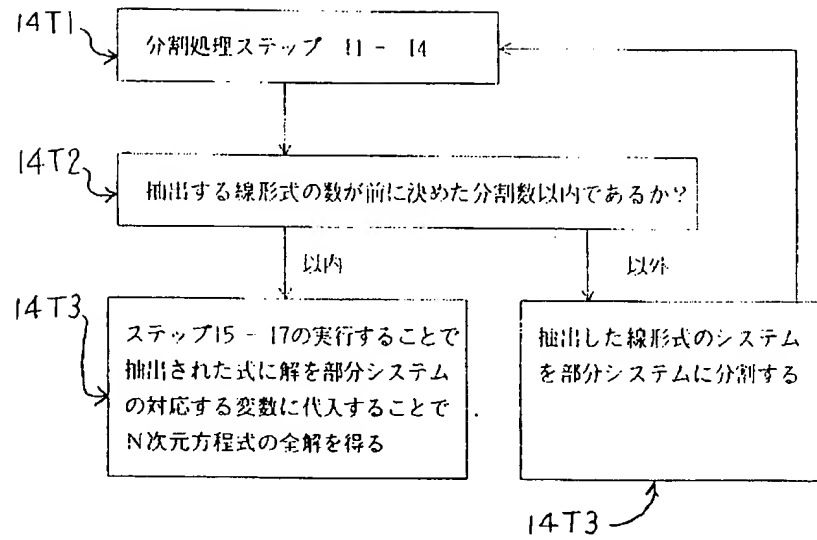 14T1
分割処理ステップ 11 - 14
14T2
抽出する線形式の数が前に決めた分割数以内であるか?
以内
以外
14T3
ステップ15 - 17の実行することで
抽出された式に解を部分システム
の対応する変数に代入することで
N次元方程式の全解を得る
抽出した線形式のシステム
を部分システムに分割する
14T3